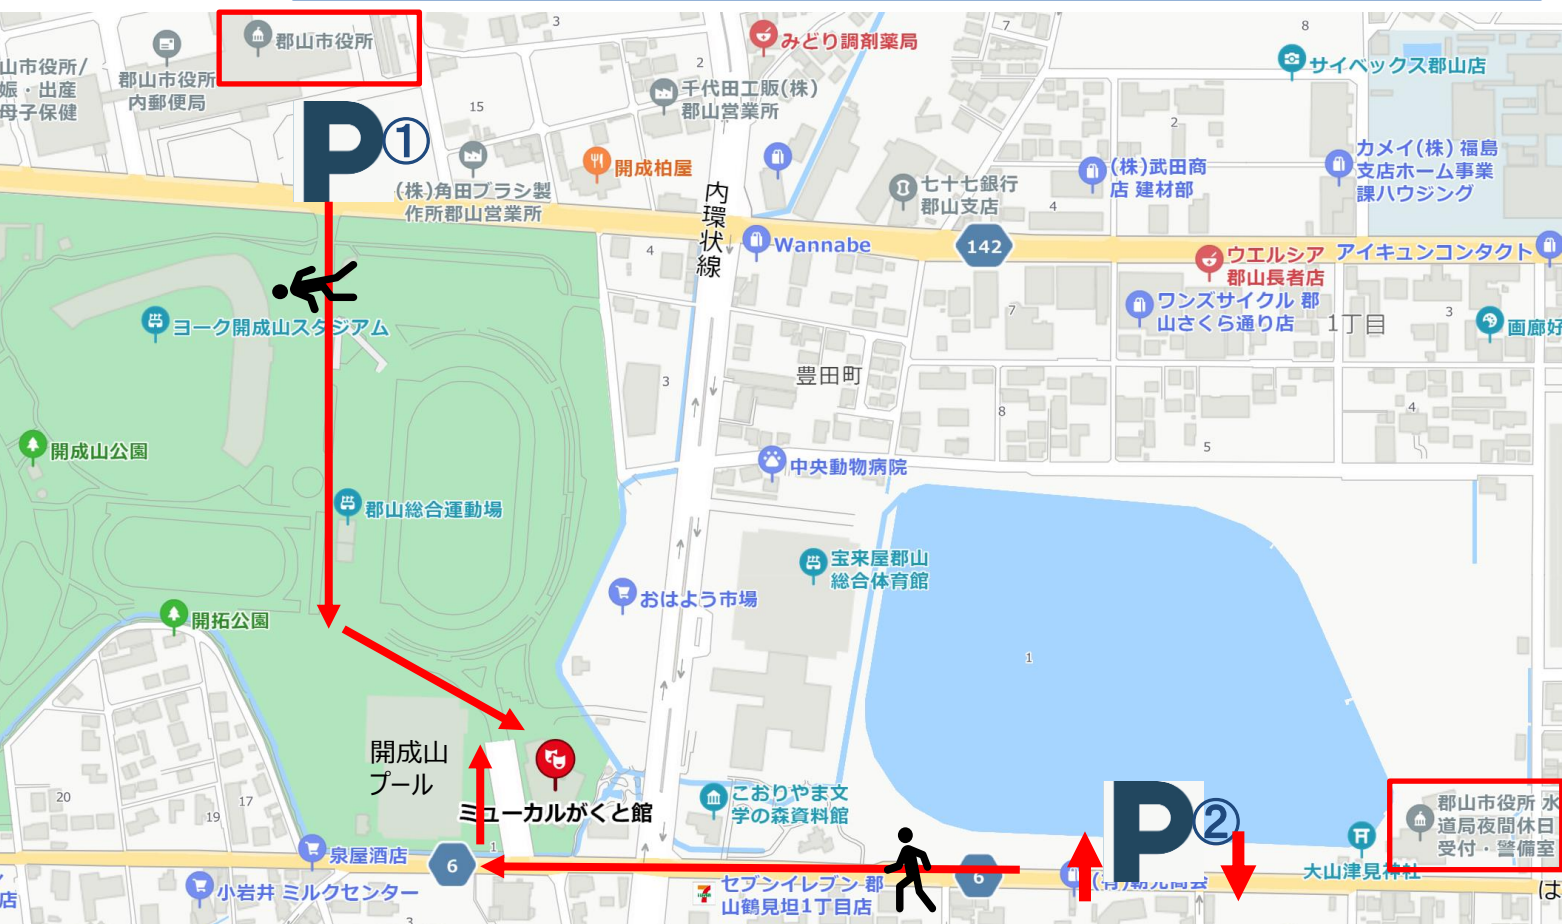 郡山市役所
山市役所/
娠・出産
母子保健
郡山市役所
内郵便局
P①
3
みどり調剤薬局
2
千代田工販(株)
郡山営業所
15
開成柏屋
(株)角田ブラシ製
作所郡山営業所
内環状線
7
8
サイベックス郡山店
2
(株)武田商
店 建材部
カメイ(株) 福島
支店ホーム事業
課ハウジング
七十七銀行
郡山支店
4
4
Wannabe
142
ウエルシア
郡山長者店
アイキュンコンタクト
ワンズサイクル 郡
山さくら通り店
7
1丁目
3
画廊好
ヨーク開成山スタジアム
豊田町
3
8
4
5
開成山公園
中央動物病院
郡山総合運動場
宝来屋郡山
総合体育館
おはよう市場
開拓公園
1
開成山
プール
ミューカルがくと館
こおりやま文
学の森資料館
P②
郡山市役所 水
道局夜間休日
受付・警備室
20
17
19
1
泉屋酒店
6
6
大山津見神社
小岩井 ミルクセンター
セブンイレブン 郡
山鶴見坦1丁目店
3
店
は